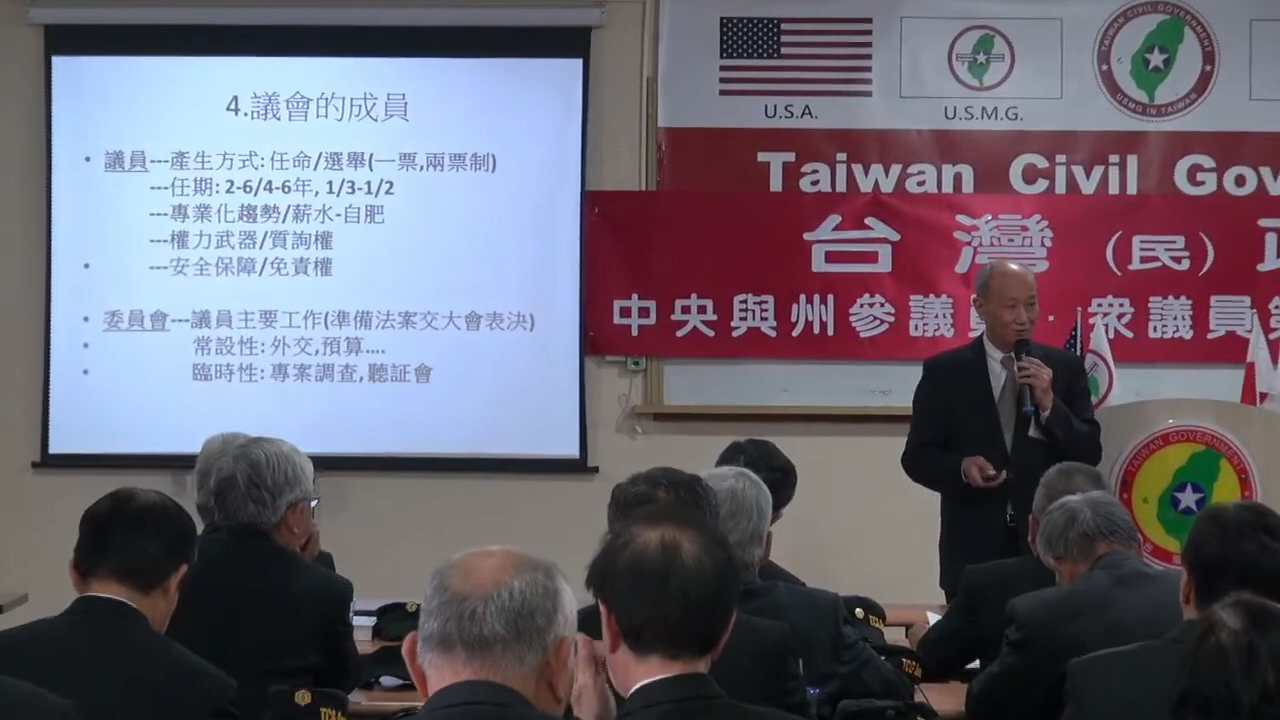 4.議會的成員
• 議員---產生方式:任命/選舉(一票,兩票制)
---任期: 2-6/4-6年, 1/3-1/2
---專業化趨勢/薪水-自肥
---權力武器/質詢權
• ---安全保障/免責權
• 委員會---議員主要工作(準備法案交大會表決)
• 常設性:外交,預算....
• 臨時性:專案調查,聽証會
U.S.A.
U.S.M.G.
TAIWAN CIVIL GOVERNMENT
USMG IN TAIWAN
Taiwan Civil Gov
台灣(民)政
中央與州參議員·眾議員第
TAIWAN GOVERNMENT